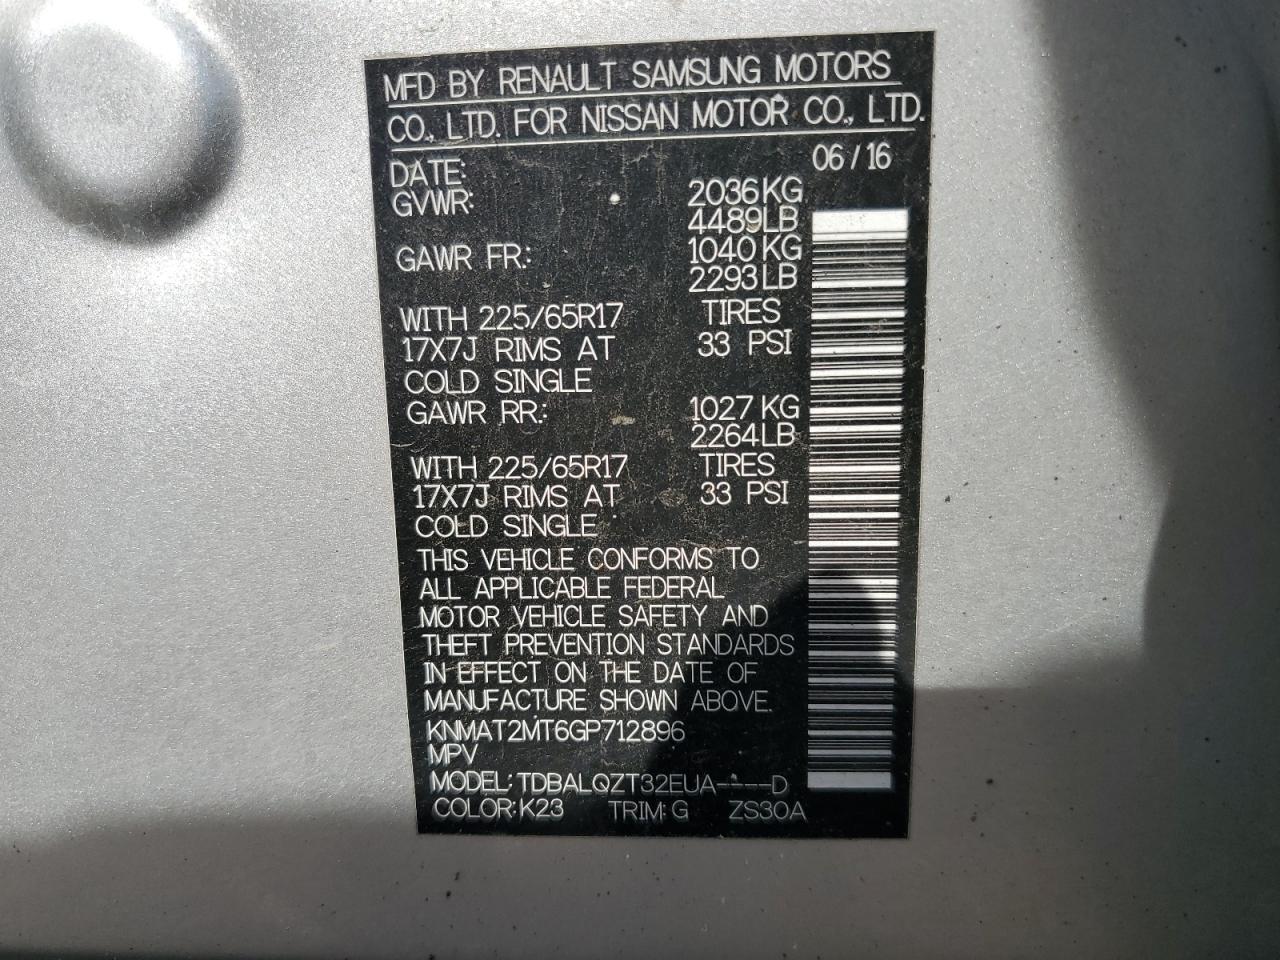 MFD BY RENAULT SAMSUNG MOTORS
CO., LTD. FOR NISSAN MOTOR CO., LTD.
DATE: 06/16
GVWR: 2036KG
4489LB
GAWR FR: 1040KG
2293LB
WITH 225/65R17 TIRES
17X7J RIMS AT 33 PSI
COLD SINGLE
GAWR RR: 1027KG
2264LB
WITH 225/65R17 TIRES
17X7J RIMS AT 33 PSI
COLD SINGLE
THIS VEHICLE CONFORMS TO
ALL APPLICABLE FEDERAL
MOTOR VEHICLE SAFETY AND
THEFT PREVENTION STANDARDS
IN EFFECT ON THE DATE OF
MANUFACTURE SHOWN ABOVE.
KNMAT2MT6GP712896
MPV
MODEL: TDBALQZT32EUA----D
COLOR:K23 TRIM:G ZS30A